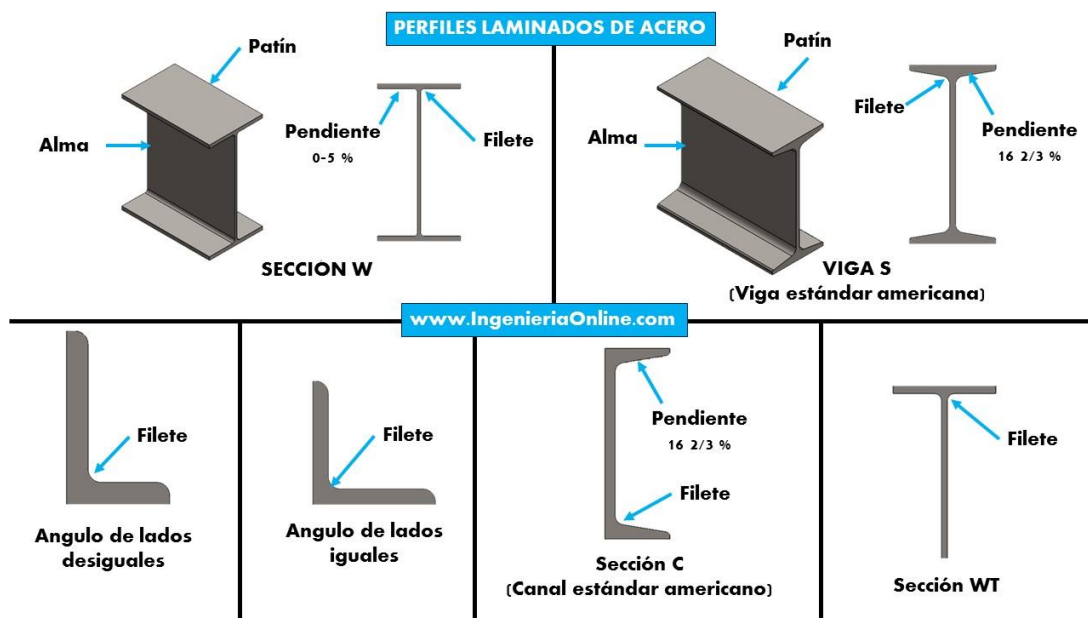 PERFILES LAMINADOS DE ACERO
Patín
Alma
Pendiente
0-5 %
Filete
SECCIÓN W
Patín
Alma
Filete
Pendiente
16 2/3 %
VIGA S
(Viga estándar americana)
www.IngenieriaOnline.com
Filete
Angulo de lados
desiguales
Filete
Angulo de lados
iguales
Pendiente
16 2/3 %
Filete
Sección C
(Canal estándar americano)
Filete
Sección WT